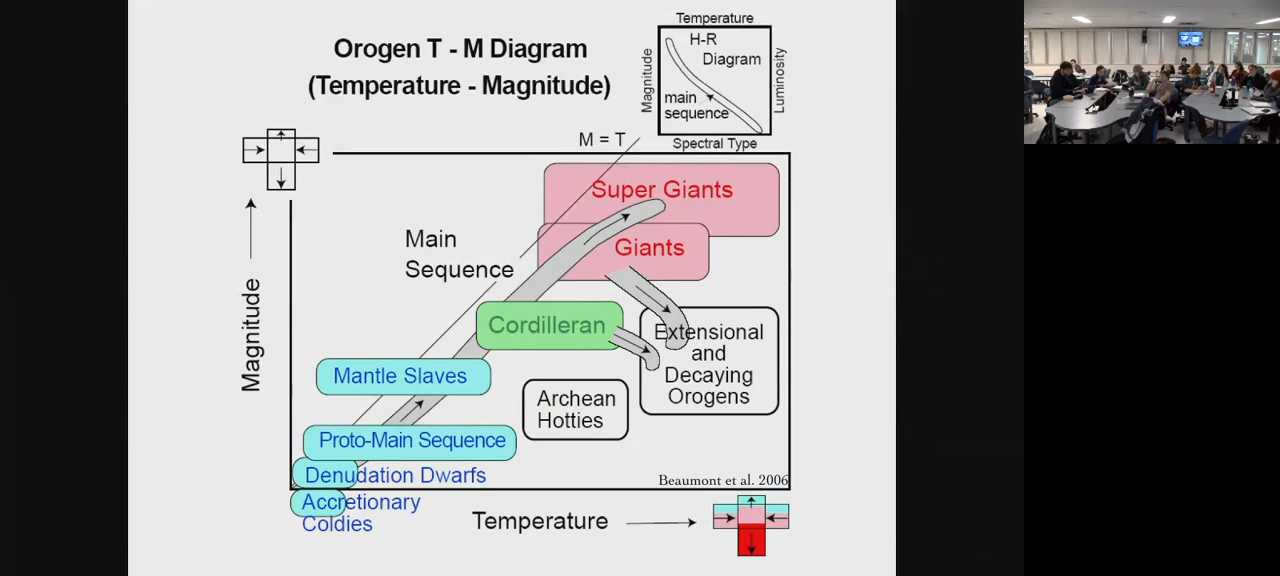 Orogen T - M Diagram
(Temperature - Magnitude)
Temperature
H-R
Diagram
Magnitude
Luminosity
main
sequence
Spectral Type
M = T
Super Giants
Main
Sequence
Giants
Cordilleran
Extensional
and
Decaying
Orogens
Magnitude
Mantle Slaves
Archean
Hotties
Proto-Main Sequence
Denudation Dwarfs
Beaumont et al. 2006
Accretionary
Coldies
Temperature